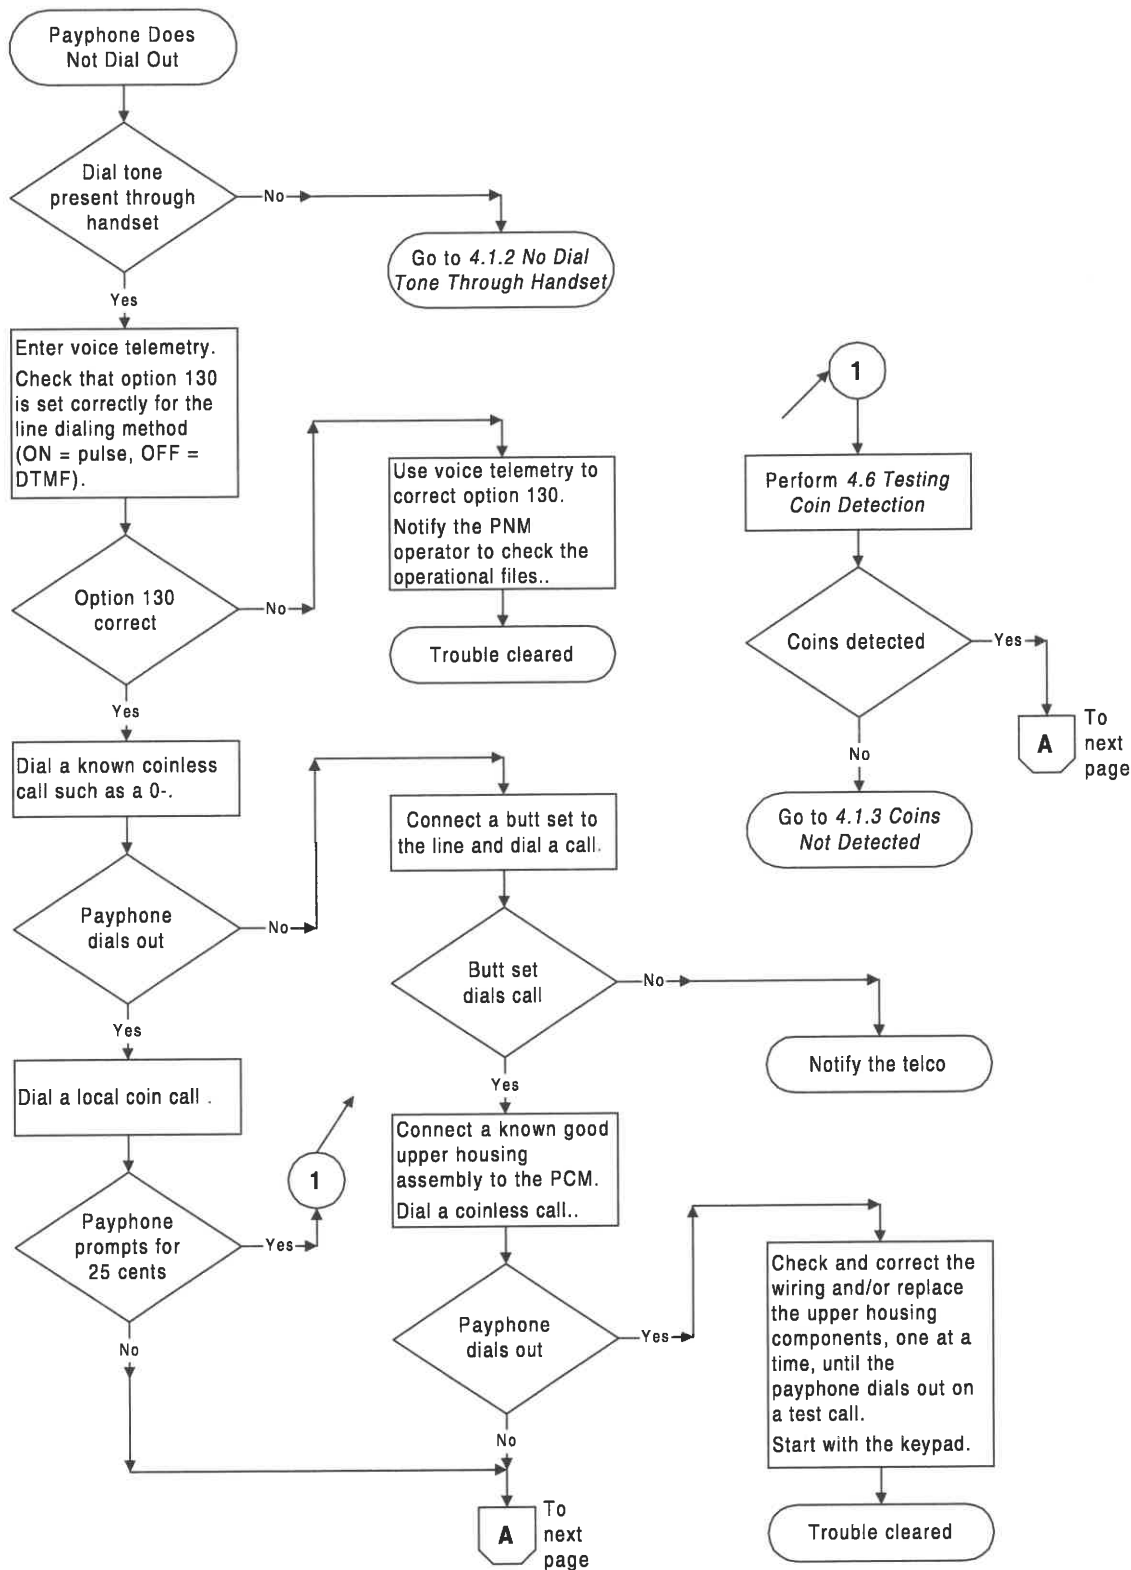 Payphone Does
Not Dial Out
Dial tone
present through
handset
No
Go to 4.1.2 No Dial
Tone Through Handset
Yes
Enter voice telemetry.
Check that option 130
is set correctly for the
line dialing method
(ON = pulse, OFF =
DTMF).
Option 130
correct
No
Use voice telemetry to
correct option 130.
Notify the PNM
operator to check the
operational files..
Trouble cleared
Yes
Dial a known coinless
call such as a 0-.
Payphone
dials out
No
Connect a butt set to
the line and dial a call.
Butt set
dials call
No
Notify the telco
Yes
Connect a known good
upper housing
assembly to the PCM.
Dial a coinless call..
Payphone
dials out
Yes
Check and correct the
wiring and/or replace
the upper housing
components, one at a
time, until the
payphone dials out on
a test call.
Start with the keypad.
Trouble cleared
No
A
To
next
page
Yes
Dial a local coin call .
Payphone
prompts for
25 cents
Yes
1
No
1
Perform 4.6 Testing
Coin Detection
Coins detected
Yes
A
To
next
page
No
Go to 4.1.3 Coins
Not Detected